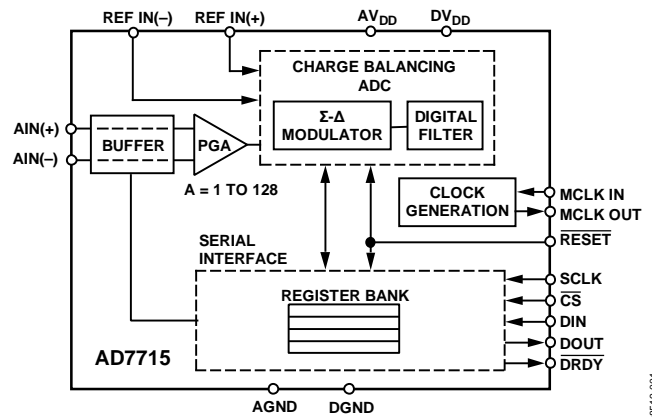 REF IN(–) REF IN(+) AVDD DVDD
CHARGE BALANCING
ADC
Σ-Δ
MODULATOR
DIGITAL
FILTER
AIN(+)
AIN(–)
BUFFER
PGA
A = 1 TO 128
CLOCK
GENERATION
MCLK IN
MCLK OUT
RESET
SERIAL
INTERFACE
REGISTER BANK
SCLK
CS
DIN
DOUT
DRDY
AD7715
AGND DGND